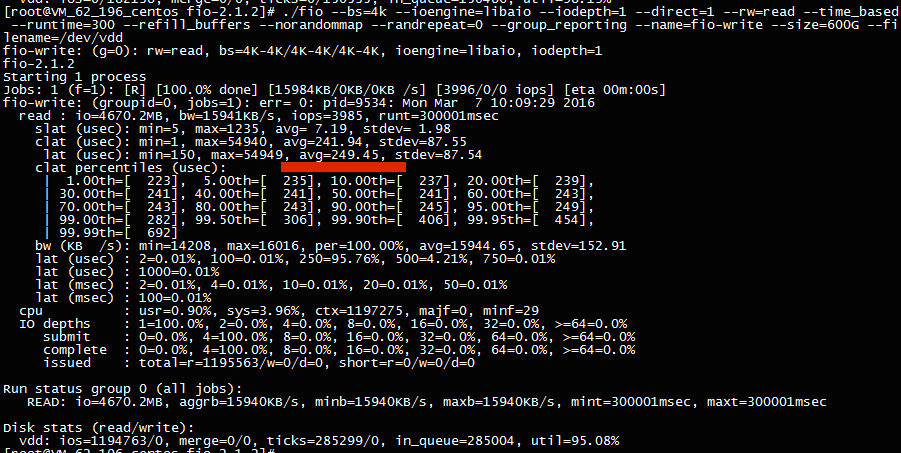 [root@VM_62_196_centos fio-2.1.2]# ./fio --bs=4k --ioengine=libaio --iodepth=1 --direct=1 --rw=read --time_based
--runtime=300 --refill_buffers --norandommap --randrepeat=0 --group_reporting --name=fio-write --size=600G --fi
lename=/dev/vdd
fio-write: (g=0): rw=read, bs=4K-4K/4K-4K/4K-4K, ioengine=libaio, iodepth=1
fio-2.1.2
Starting 1 process
Jobs: 1 (f=1): [R] [100.0% done] [15984KB/0KB/0KB /s] [3996/0/0 iops] [eta 00m:00s]
fio-write: (groupid=0, jobs=1): err= 0: pid=9534: Mon Mar  7 10:09:29 2016
  read : io=4670.2MB, bw=15941KB/s, iops=3985, runt=300001msec
    slat (usec): min=5, max=1235, avg= 7.19, stdev= 1.98
    clat (usec): min=1, max=54940, avg=241.94, stdev=87.55
     lat (usec): min=150, max=54949, avg=249.45, stdev=87.54
    clat percentiles (usec):
     |  1.00th=[  223],  5.00th=[  235], 10.00th=[  237], 20.00th=[  239],
     | 30.00th=[  241], 40.00th=[  241], 50.00th=[  241], 60.00th=[  243],
     | 70.00th=[  243], 80.00th=[  243], 90.00th=[  245], 95.00th=[  249],
     | 99.00th=[  282], 99.50th=[  306], 99.90th=[  406], 99.95th=[  454],
     | 99.99th=[  692]
    bw (KB  /s): min=14208, max=16016, per=100.00%, avg=15944.65, stdev=152.91
    lat (usec) : 2=0.01%, 100=0.01%, 250=95.76%, 500=4.21%, 750=0.01%
    lat (usec) : 1000=0.01%
    lat (msec) : 2=0.01%, 4=0.01%, 10=0.01%, 20=0.01%, 50=0.01%
    lat (msec) : 100=0.01%
  cpu          : usr=0.90%, sys=3.96%, ctx=1197275, majf=0, minf=29
  IO depths    : 1=100.0%, 2=0.0%, 4=0.0%, 8=0.0%, 16=0.0%, 32=0.0%, >=64=0.0%
     submit    : 0=0.0%, 4=100.0%, 8=0.0%, 16=0.0%, 32=0.0%, 64=0.0%, >=64=0.0%
     complete  : 0=0.0%, 4=100.0%, 8=0.0%, 16=0.0%, 32=0.0%, 64=0.0%, >=64=0.0%
     issued    : total=r=1195563/w=0/d=0, short=r=0/w=0/d=0

Run status group 0 (all jobs):
   READ: io=4670.2MB, aggrb=15940KB/s, minb=15940KB/s, maxb=15940KB/s, mint=300001msec, maxt=300001msec

Disk stats (read/write):
  vdd: ios=1194763/0, merge=0/0, ticks=285299/0, in_queue=285004, util=95.08%